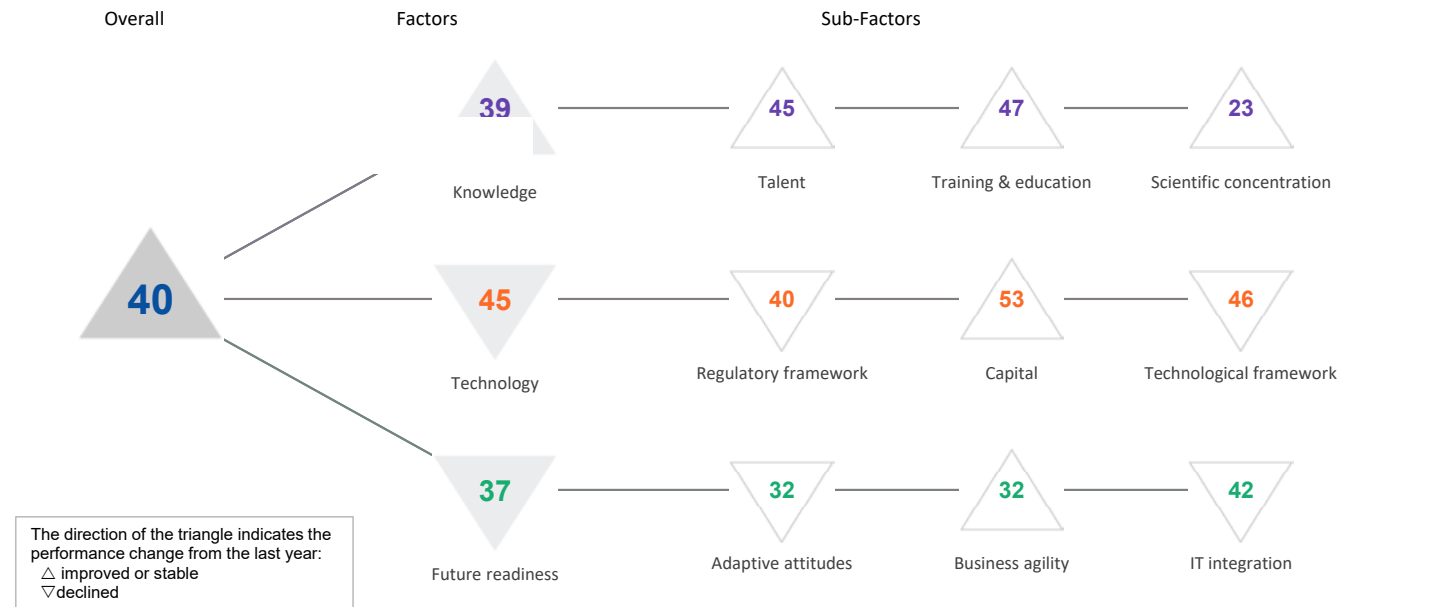 Overall Factors Sub-Factors
39 45 47 23
Knowledge Talent Training & education Scientific concentration
40 45 40 53 46
Technology Regulatory framework Capital Technological framework
37 32 32 42
Future readiness Adaptive attitudes Business agility IT integration
The direction of the triangle indicates the
performance change from the last year:
△ improved or stable
▽declined